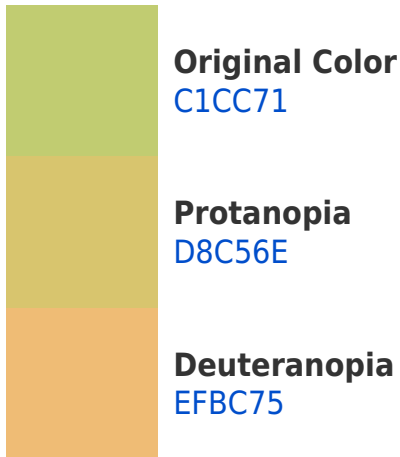 Original Color
C1CC71
Protanopia
D8C56E
Deuteranopia
EFBC75